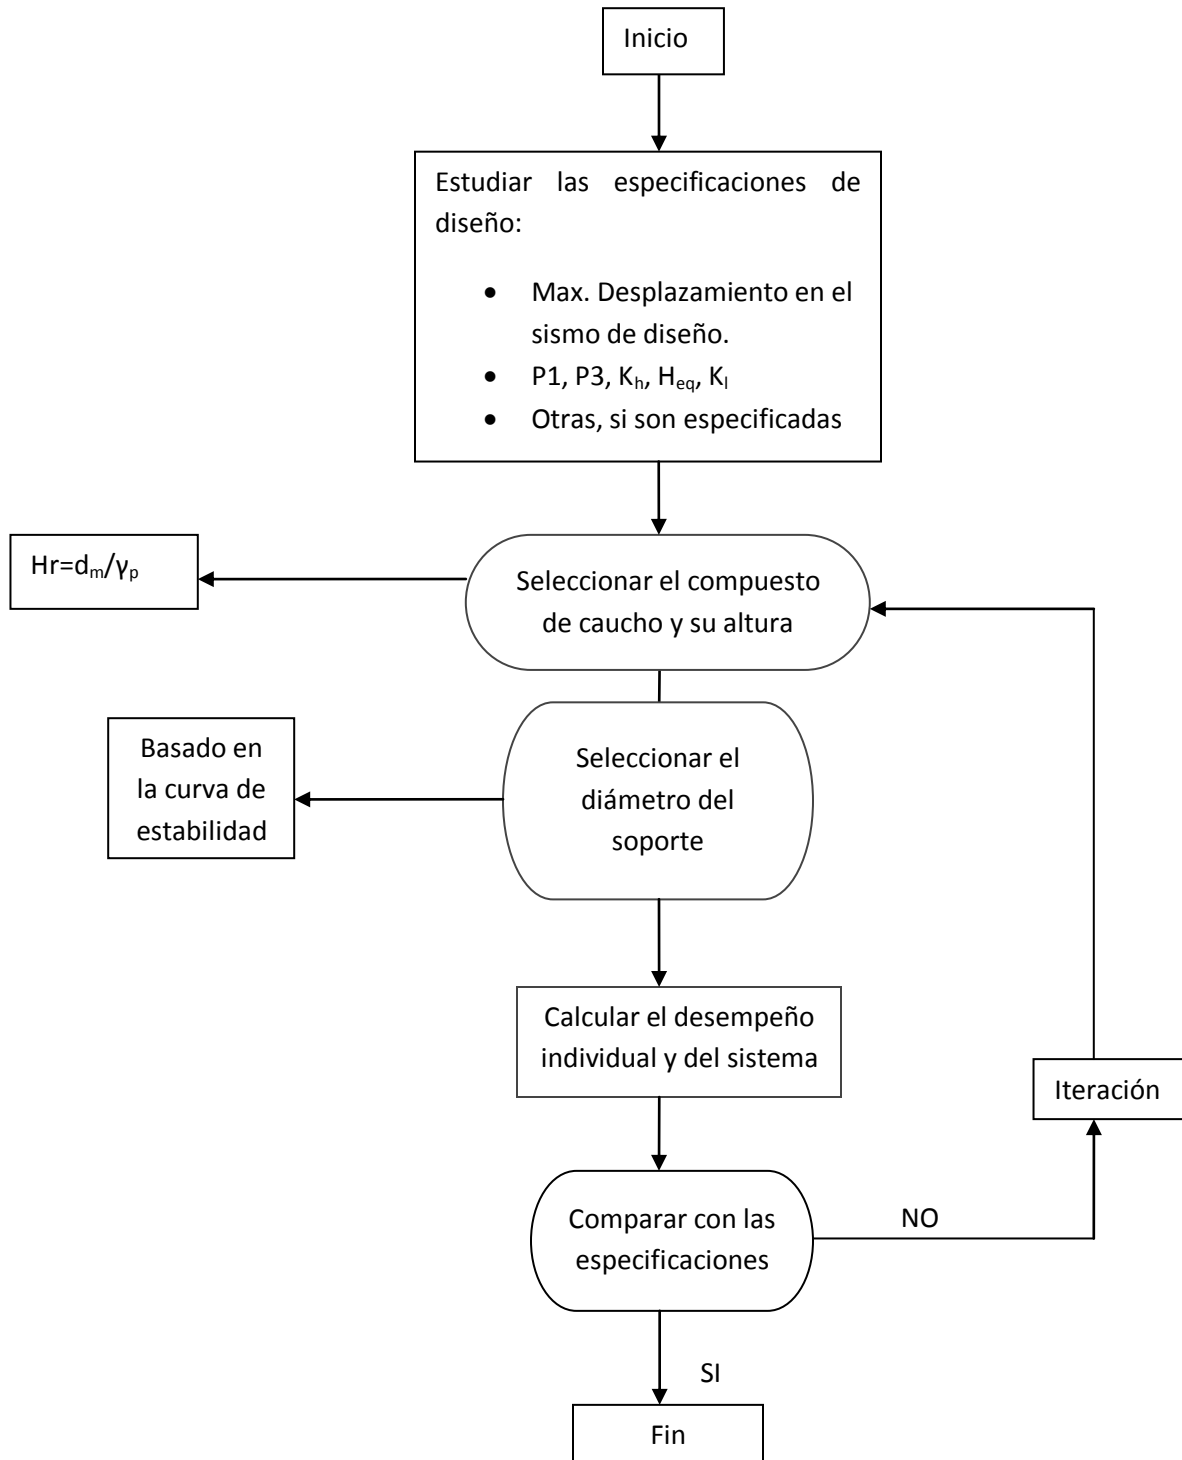 Inicio
Estudiar las especificaciones de
diseño:
• Max. Desplazamiento en el
sismo de diseño.
• P1, P3, Kₕ, Hₑq, Kₗ
• Otras, si son especificadas
Hr=dₘ/γₚ
Seleccionar el compuesto
de caucho y su altura
Basado en
la curva de
estabilidad
Seleccionar el
diámetro del
soporte
Calcular el desempeño
individual y del sistema
Iteración
Comparar con las
especificaciones
NO
SI
Fin